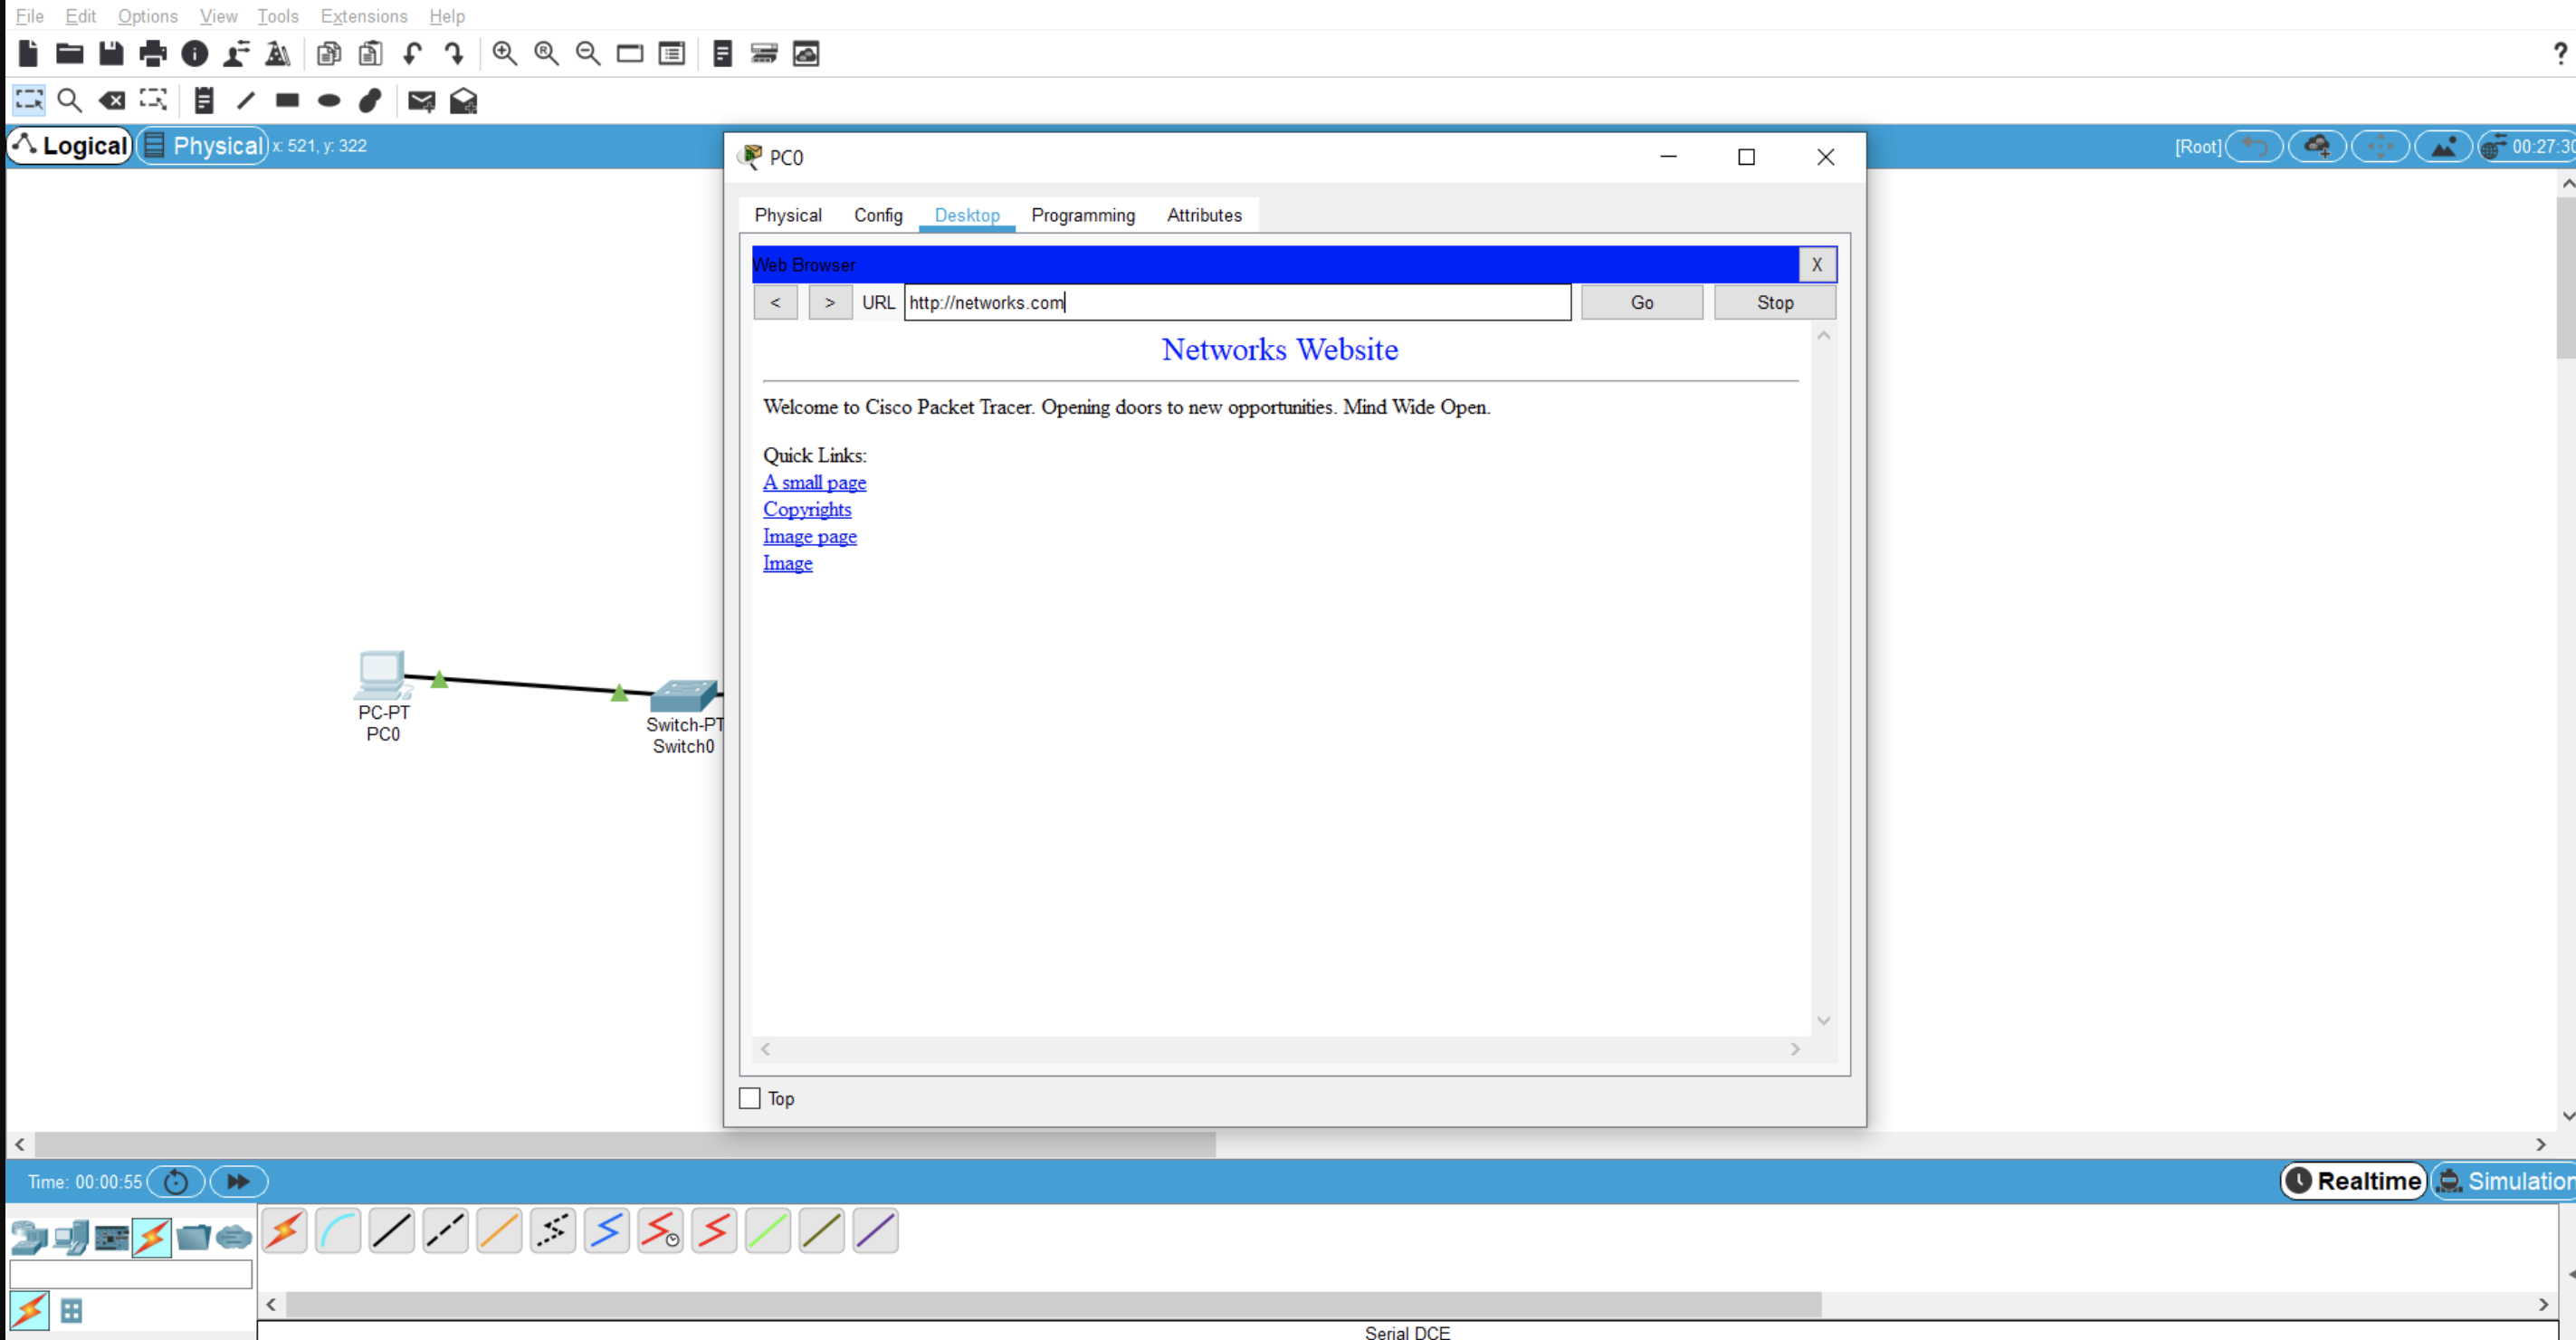 File Edit Options View Tools Extensions Help
?
Logical Physical x: 521, y: 322
[Root] 00:27:30
PC0
Physical Config Desktop Programming Attributes
Web Browser X
< > URL http://networks.com Go Stop
Networks Website
Welcome to Cisco Packet Tracer. Opening doors to new opportunities. Mind Wide Open.
Quick Links:
A small page
Copyrights
Image page
Image
PC-PT
PC0
Switch-PT
Switch0
Top
Time: 00:00:55
Realtime Simulation
Serial DCE